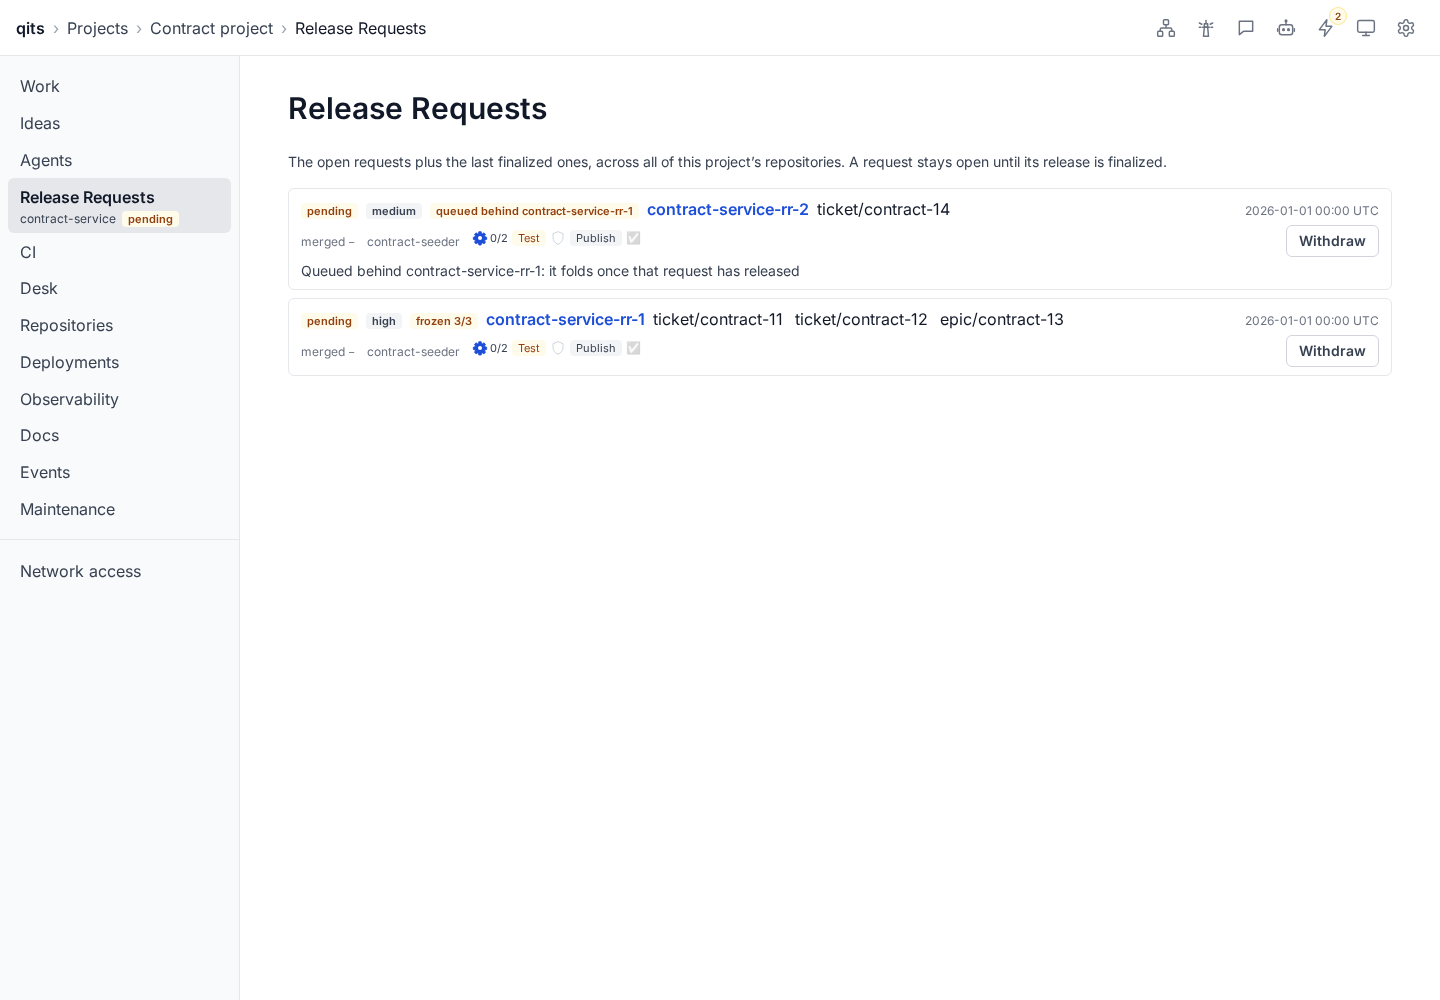 qits › Projects › Contract project › Release Requests
2
Work
Ideas
Agents
Release Requests
contract-service pending
CI
Desk
Repositories
Deployments
Observability
Docs
Events
Maintenance
Network access
Release Requests
The open requests plus the last finalized ones, across all of this project’s repositories. A request stays open until its release is finalized.
pending medium queued behind contract-service-rr-1 contract-service-rr-2 ticket/contract-14 2026-01-01 00:00 UTC
merged – contract-seeder 0/2 Test Publish Withdraw
Queued behind contract-service-rr-1: it folds once that request has released
pending high frozen 3/3 contract-service-rr-1 ticket/contract-11 ticket/contract-12 epic/contract-13 2026-01-01 00:00 UTC
merged – contract-seeder 0/2 Test Publish Withdraw